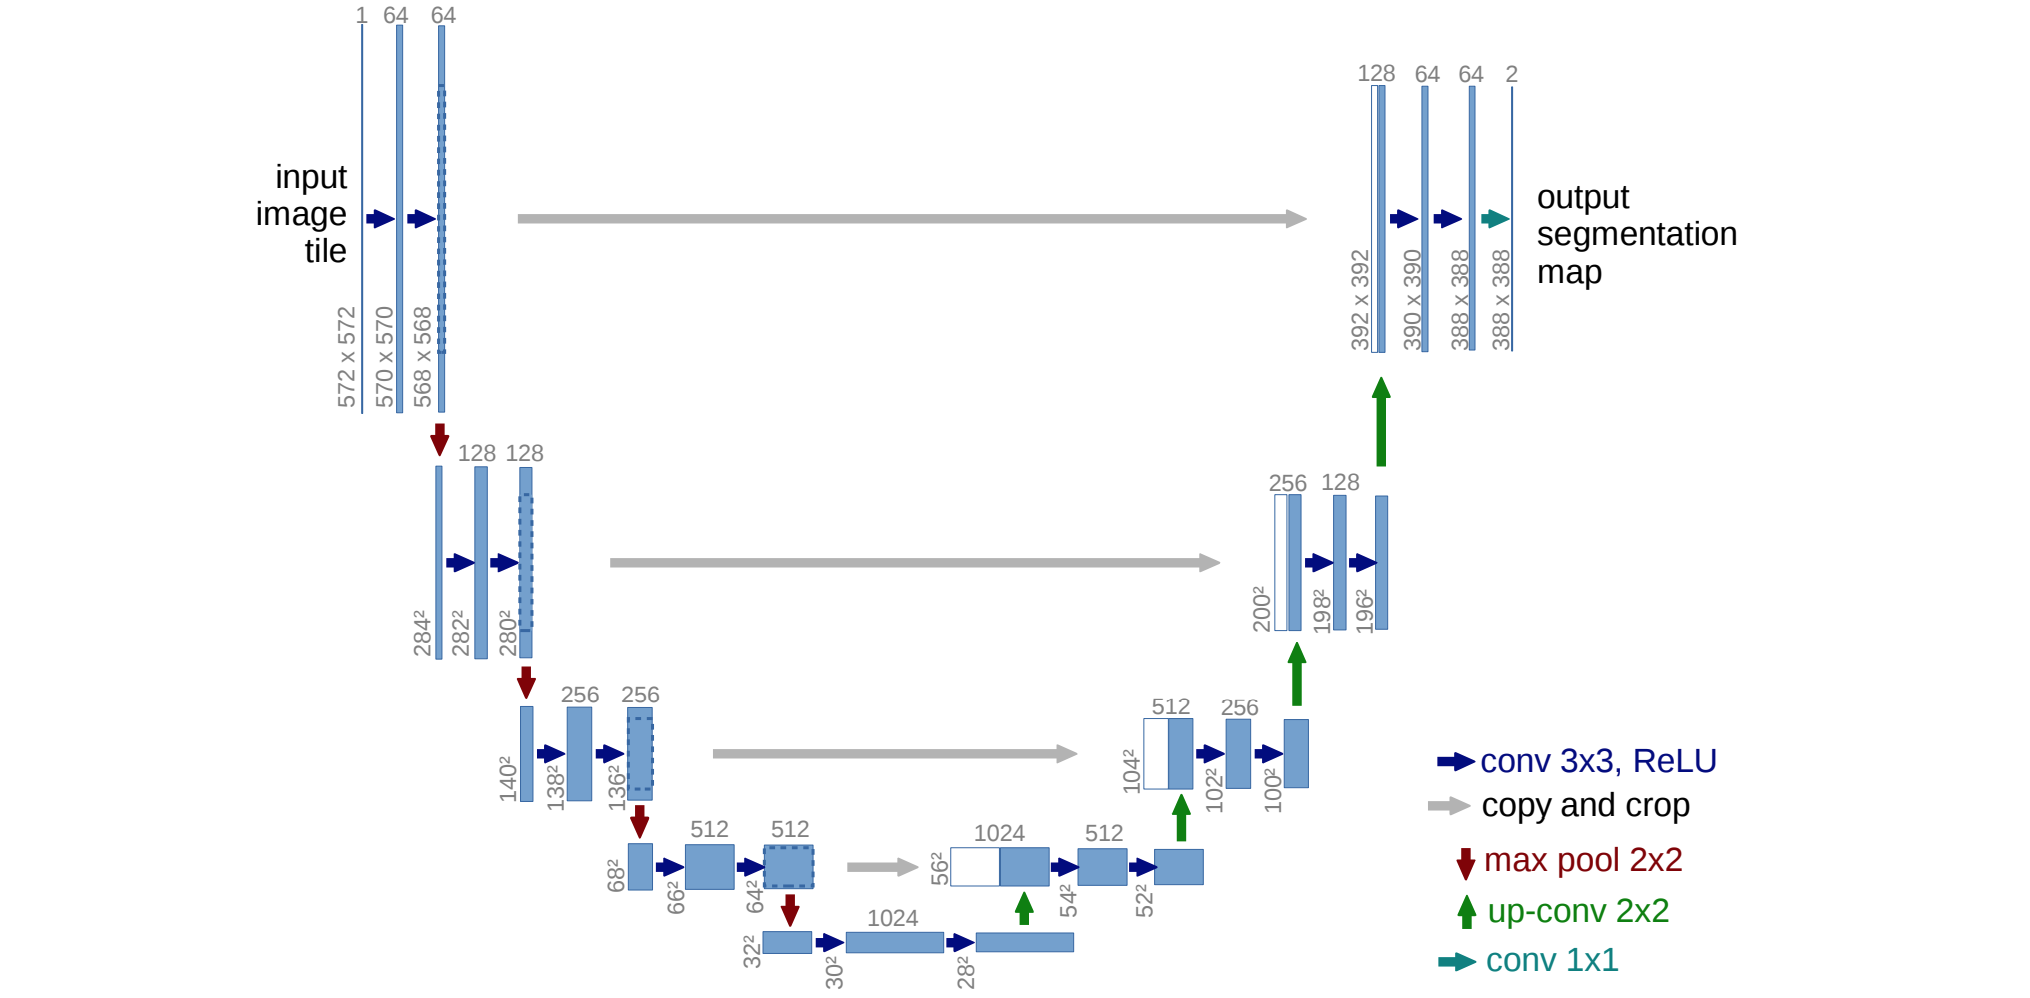 1 64 64
128 64 64 2
input
image
tile
output
segmentation
map
572 x 572
570 x 570
568 x 568
392 x 392
390 x 390
388 x 388
388 x 388
128 128
256 128
284²
282²
280²
200²
198²
196²
256 256
512 256
140²
138²
136²
104²
102²
100²
512 512
1024 512
68²
66²
64²
56²
54²
52²
1024
32²
30²
28²
conv 3x3, ReLU
copy and crop
max pool 2x2
up-conv 2x2
conv 1x1